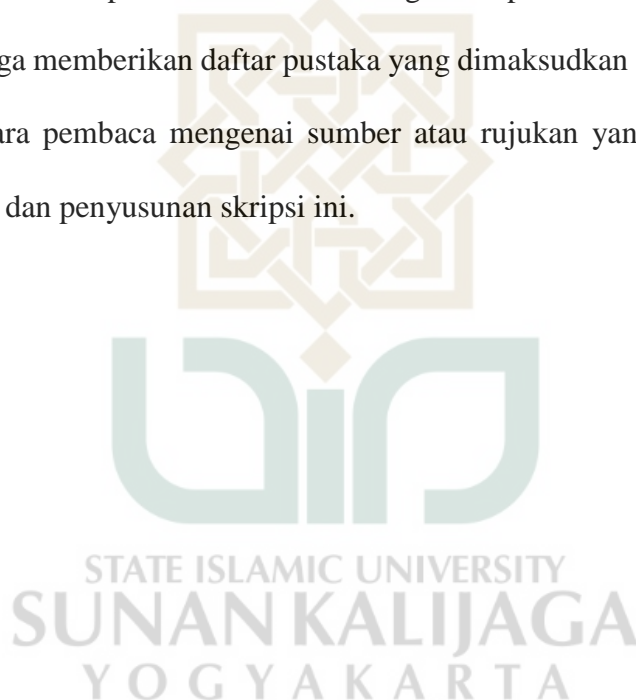 ga memberikan daftar pustaka yang dimaksudkan
ara pembaca mengenai sumber atau rujukan yan
dan penyusunan skripsi ini.
STATE ISLAMIC UNIVERSITY
SUNAN KALIJAGA
YOGYAKARTA